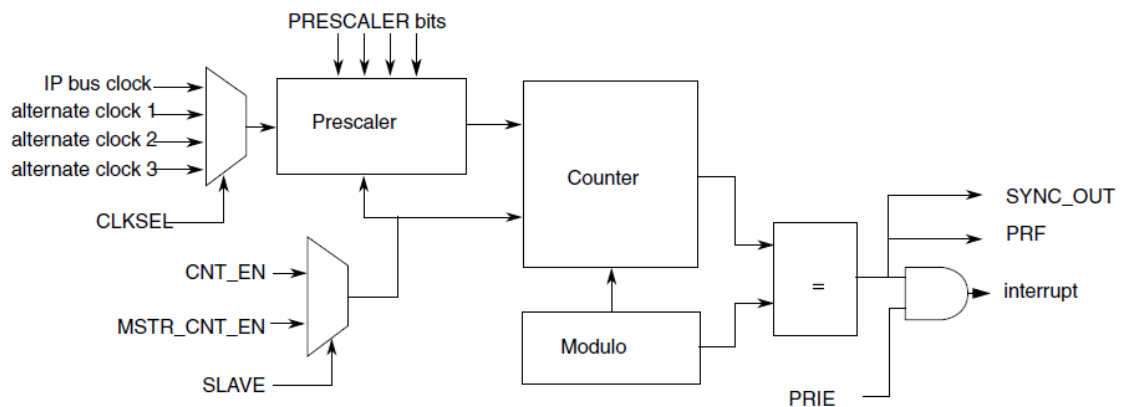 PRESCALER bits
IP bus clock
alternate clock 1
alternate clock 2
alternate clock 3
Prescaler
CLKSEL
Counter
SYNC_OUT
PRF
CNT_EN
=
interrupt
MSTR_CNT_EN
Modulo
SLAVE
PRIE